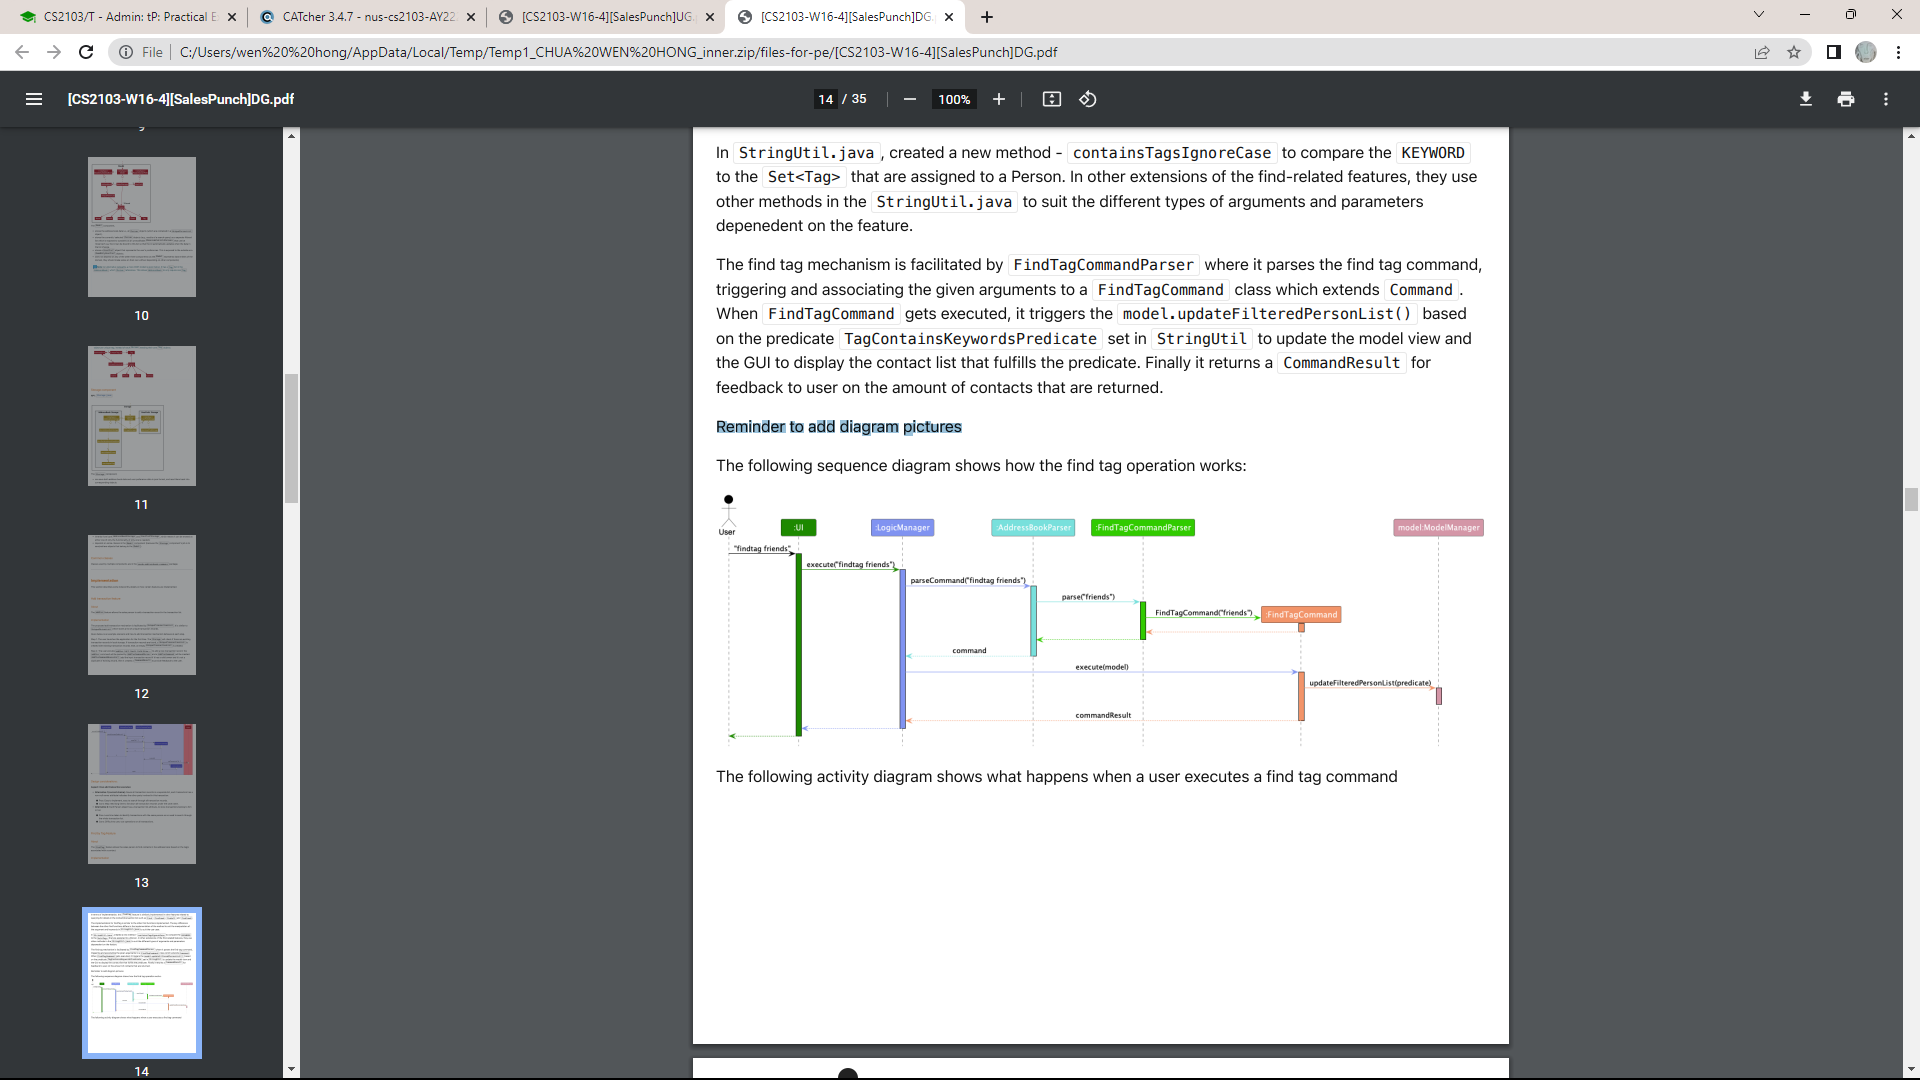 CS2103/T - Admin: tP: Practical E
CATcher 3.4.7 - nus-cs2103-AY22
[CS2103-W16-4][SalesPunch]UG.
[CS2103-W16-4][SalesPunch]DG.
File
C:/Users/wen%20%20hong/AppData/Local/Temp/Temp1_CHUA%20WEN%20HONG_inner.zip/files-for-pe/[CS2103-W16-4][SalesPunch]DG.pdf
[CS2103-W16-4][SalesPunch]DG.pdf
14 / 35
100%
10
11
12
13
14
In StringUtil.java , created a new method - containsTagsIgnoreCase to compare the KEYWORD
to the Set<Tag> that are assigned to a Person. In other extensions of the find-related features, they use
other methods in the StringUtil.java to suit the different types of arguments and parameters
depenedent on the feature.
The find tag mechanism is facilitated by FindTagCommandParser where it parses the find tag command,
triggering and associating the given arguments to a FindTagCommand class which extends Command .
When FindTagCommand gets executed, it triggers the model.updateFilteredPersonList() based
on the predicate TagContainsKeywordsPredicate set in StringUtil to update the model view and
the GUI to display the contact list that fulfills the predicate. Finally it returns a CommandResult for
feedback to user on the amount of contacts that are returned.
Reminder to add diagram pictures
The following sequence diagram shows how the find tag operation works:
User
:UI
:LogicManager
:AddressBookParser
:FindTagCommandParser
model:ModelManager
"findtag friends"
execute("findtag friends")
parseCommand("findtag friends")
parse("friends")
FindTagCommand("friends")
:FindTagCommand
command
execute(model)
updateFilteredPersonList(predicate)
commandResult
The following activity diagram shows what happens when a user executes a find tag command